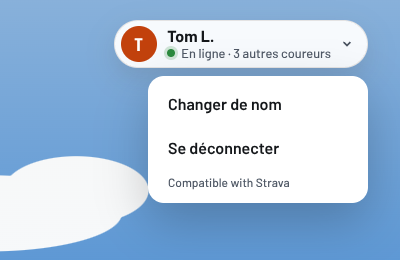 T
Tom L.
En ligne · 3 autres coureurs
Changer de nom
Se déconnecter
Compatible with Strava